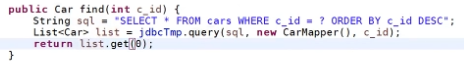 public Car find(int c_id) {
String sql = "SELECT * FROM cars WHERE c_id = ? ORDER BY c_id DESC";
List<Car> list = jdbcTmp.query(sql, new CarMapper(), c_id);
return list.get(0);
}